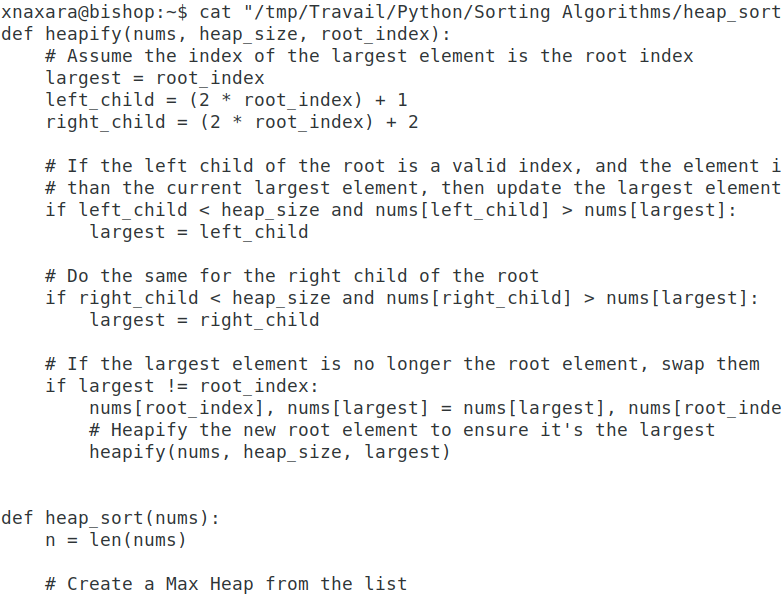 xnaxara@bishop:~$ cat "/tmp/Travail/Python/Sorting Algorithms/heap_sort
def heapify(nums, heap_size, root_index):
    # Assume the index of the largest element is the root index
    largest = root_index
    left_child = (2 * root_index) + 1
    right_child = (2 * root_index) + 2

    # If the left child of the root is a valid index, and the element i
    # than the current largest element, then update the largest element
    if left_child < heap_size and nums[left_child] > nums[largest]:
        largest = left_child

    # Do the same for the right child of the root
    if right_child < heap_size and nums[right_child] > nums[largest]:
        largest = right_child

    # If the largest element is no longer the root element, swap them
    if largest != root_index:
        nums[root_index], nums[largest] = nums[largest], nums[root_inde
        # Heapify the new root element to ensure it's the largest
        heapify(nums, heap_size, largest)


def heap_sort(nums):
    n = len(nums)

    # Create a Max Heap from the list